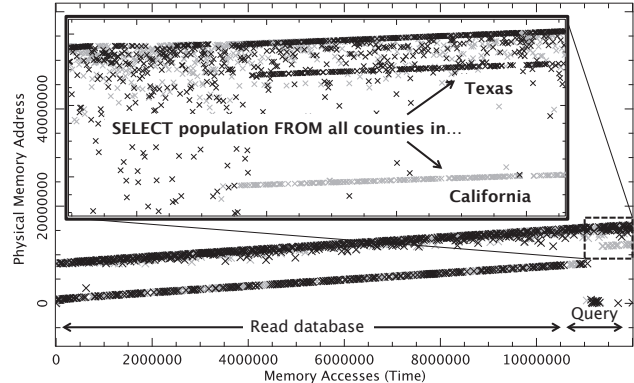 Texas
SELECT population FROM all counties in...
California
Physical Memory Address
40000000
20000000
0
Read database
Query
0
2000000
4000000
6000000
8000000
10000000
Memory Accesses (Time)